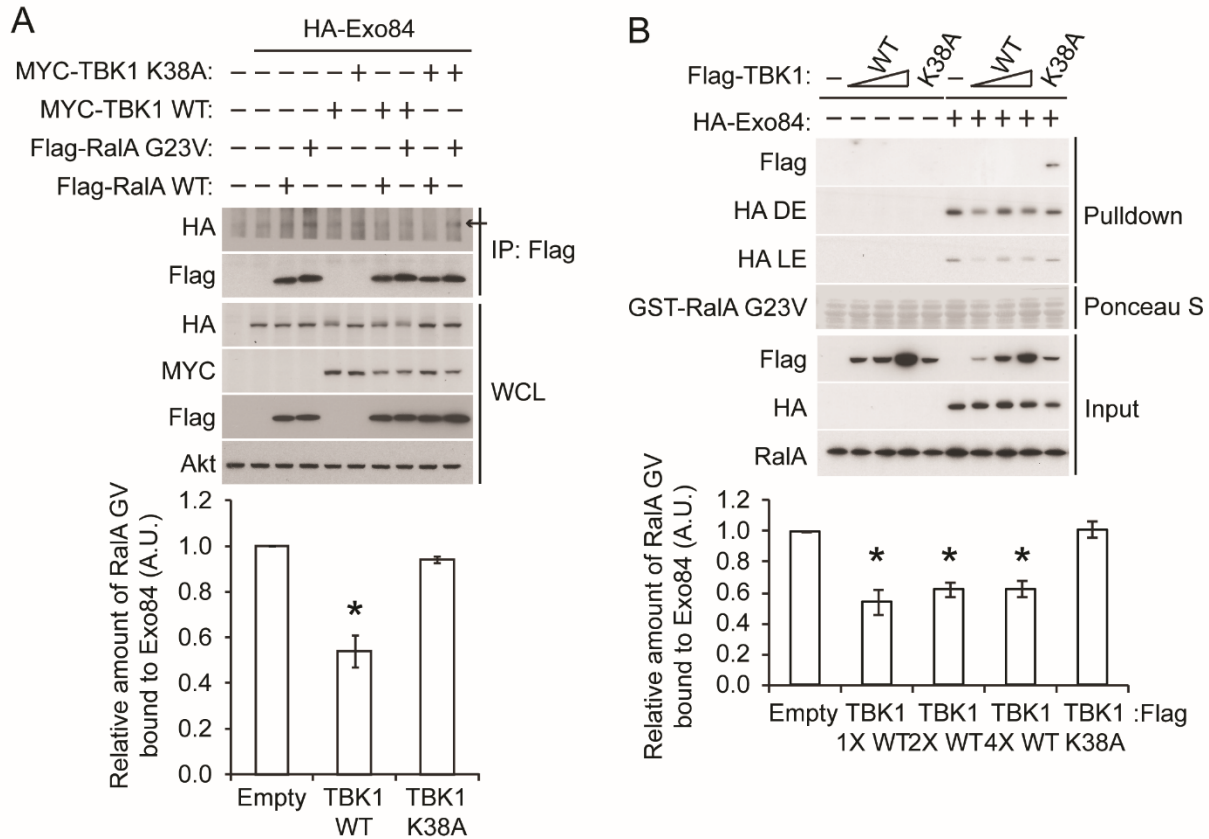 A
HA-Exo84
MYC-TBK1 K38A: – – – – – + – – + +
MYC-TBK1 WT: – – – – + – + + – –
Flag-RalA G23V: – – – + – – – + – +
Flag-RalA WT: – – + – – – + – + –
HA
Flag
IP: Flag
HA
MYC
Flag
Akt
WCL
Relative amount of RalA GV
bound to Exo84 (A.U.)
1.2
1.0
0.8
0.6
0.4
0.2
0.0
*
Empty TBK1 TBK1
WT K38A
B
Flag-TBK1: – WT K38A – WT K38A
HA-Exo84: – – – – – + + + + +
Flag
HA DE
HA LE
Pulldown
GST-RalA G23V
Ponceau S
Flag
HA
RalA
Input
Relative amount of RalA GV
bound to Exo84 (A.U.)
1.2
1.0
0.8
0.6
0.4
0.2
0.0
* * *
Empty TBK1 TBK1 TBK1 TBK1 :Flag
1X WT 2X WT 4X WT K38A